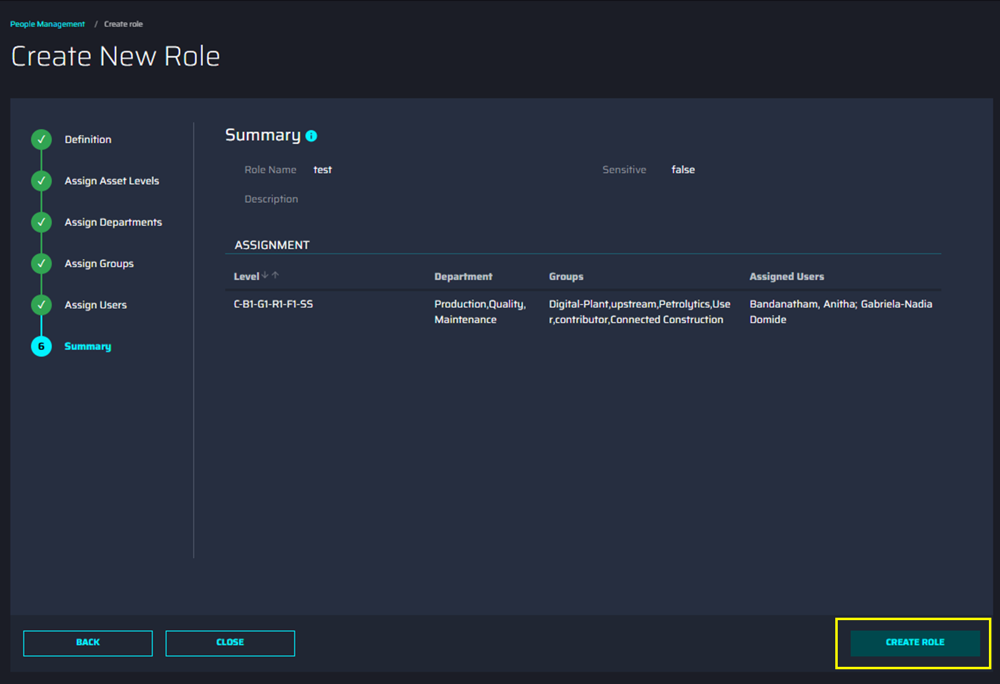 People Management / Create role
Create New Role
Definition
Assign Asset Levels
Assign Departments
Assign Groups
Assign Users
6 Summary
Summary
Role Name test Sensitive false
Description
ASSIGNMENT
Level Department Groups Assigned Users
C-B1-G1-R1-F1-SS Production,Quality, Digital-Plant,upstream,Petrolytics,Use Bandanatham, Anitha; Gabriela-Nadia
Maintenance r,contributor,Connected Construction Domide
BACK CLOSE CREATE ROLE